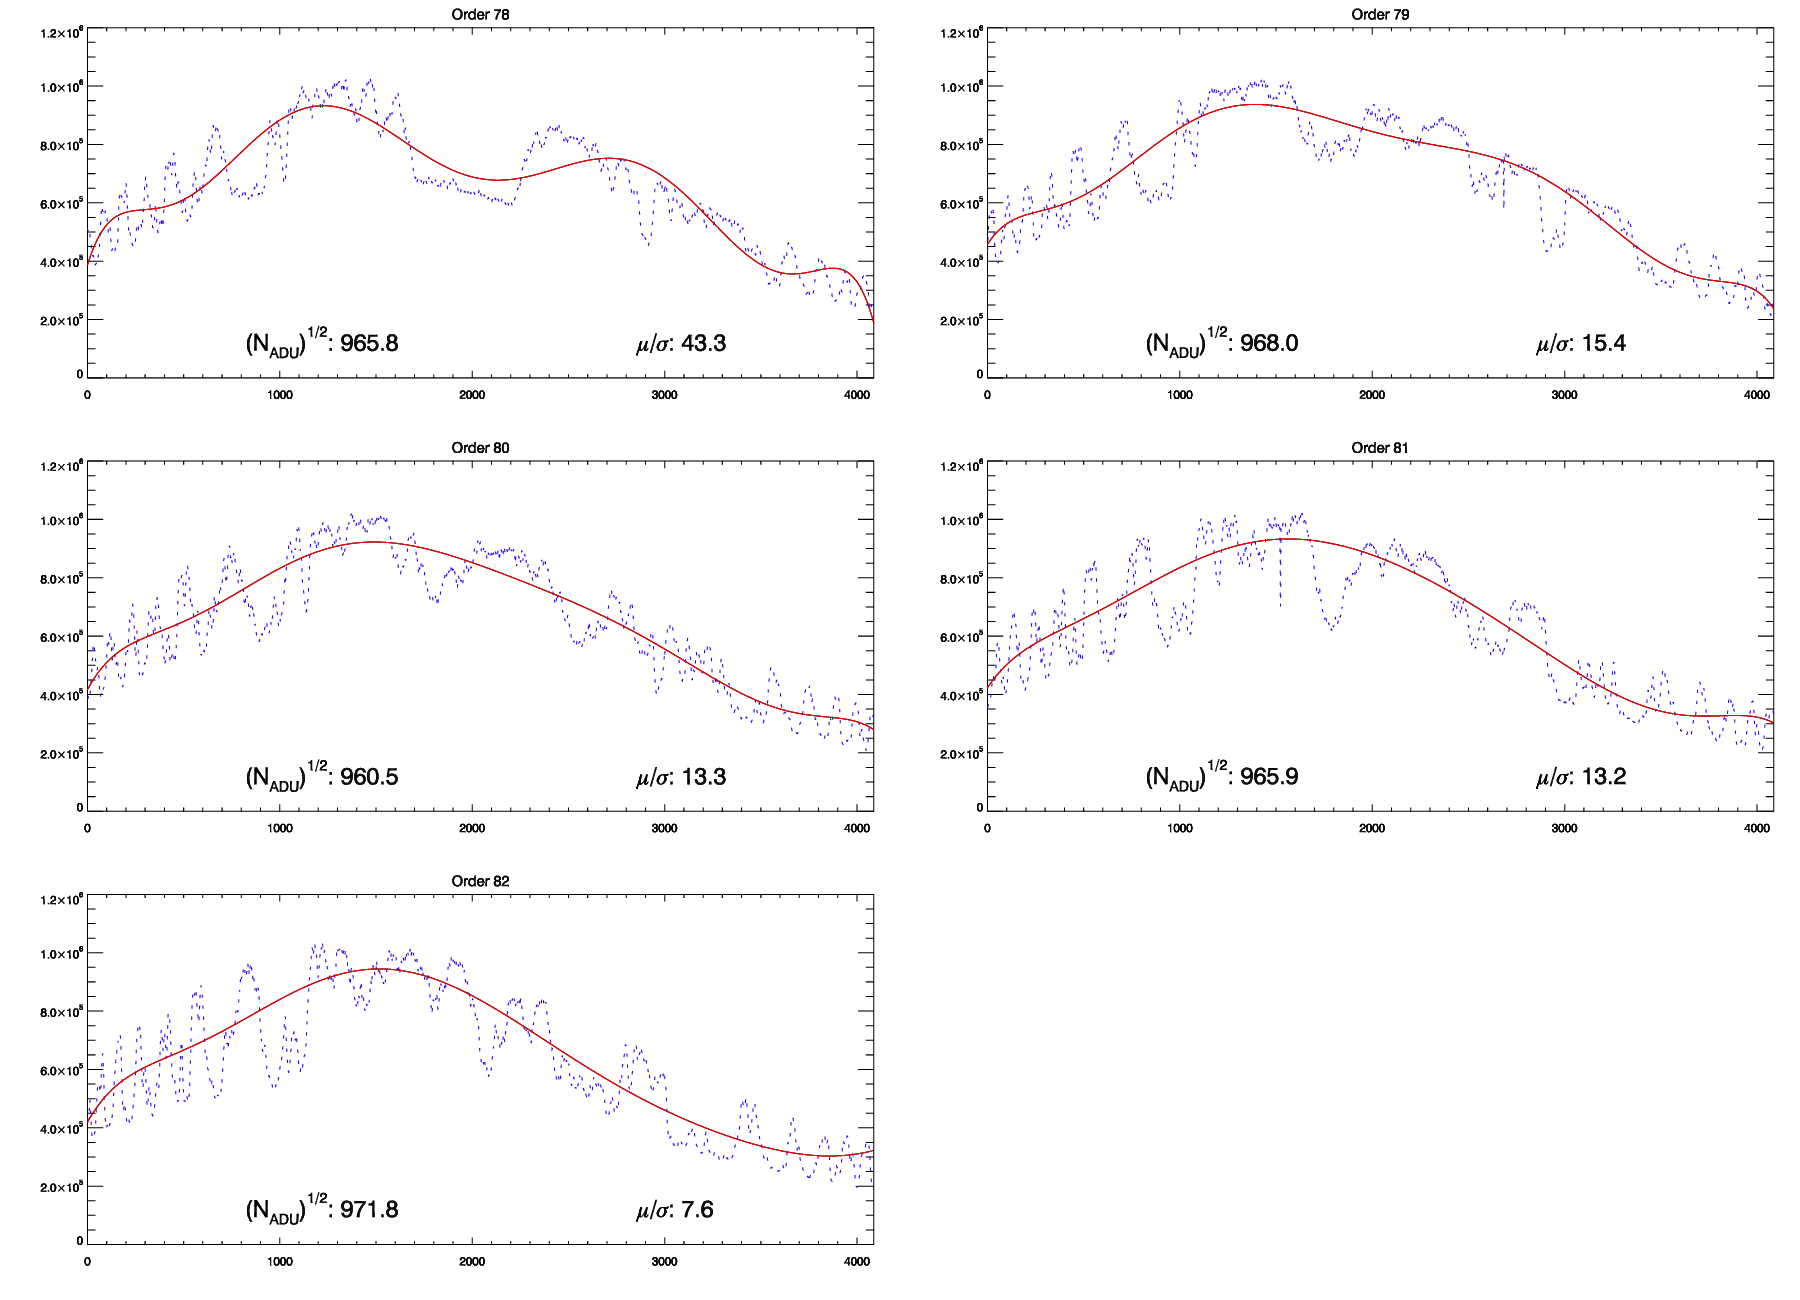 Order 78
1.2×10⁶
1.0×10⁶
8.0×10⁵
6.0×10⁵
4.0×10⁵
2.0×10⁵
0
(N_ADU)^1/2: 965.8 μ/σ: 43.3
0 1000 2000 3000 4000
Order 79
1.2×10⁶
1.0×10⁶
8.0×10⁵
6.0×10⁵
4.0×10⁵
2.0×10⁵
0
(N_ADU)^1/2: 968.0 μ/σ: 15.4
0 1000 2000 3000 4000
Order 80
1.2×10⁶
1.0×10⁶
8.0×10⁵
6.0×10⁵
4.0×10⁵
2.0×10⁵
0
(N_ADU)^1/2: 960.5 μ/σ: 13.3
0 1000 2000 3000 4000
Order 81
1.2×10⁶
1.0×10⁶
8.0×10⁵
6.0×10⁵
4.0×10⁵
2.0×10⁵
0
(N_ADU)^1/2: 965.9 μ/σ: 13.2
0 1000 2000 3000 4000
Order 82
1.2×10⁶
1.0×10⁶
8.0×10⁵
6.0×10⁵
4.0×10⁵
2.0×10⁵
0
(N_ADU)^1/2: 971.8 μ/σ: 7.6
0 1000 2000 3000 4000